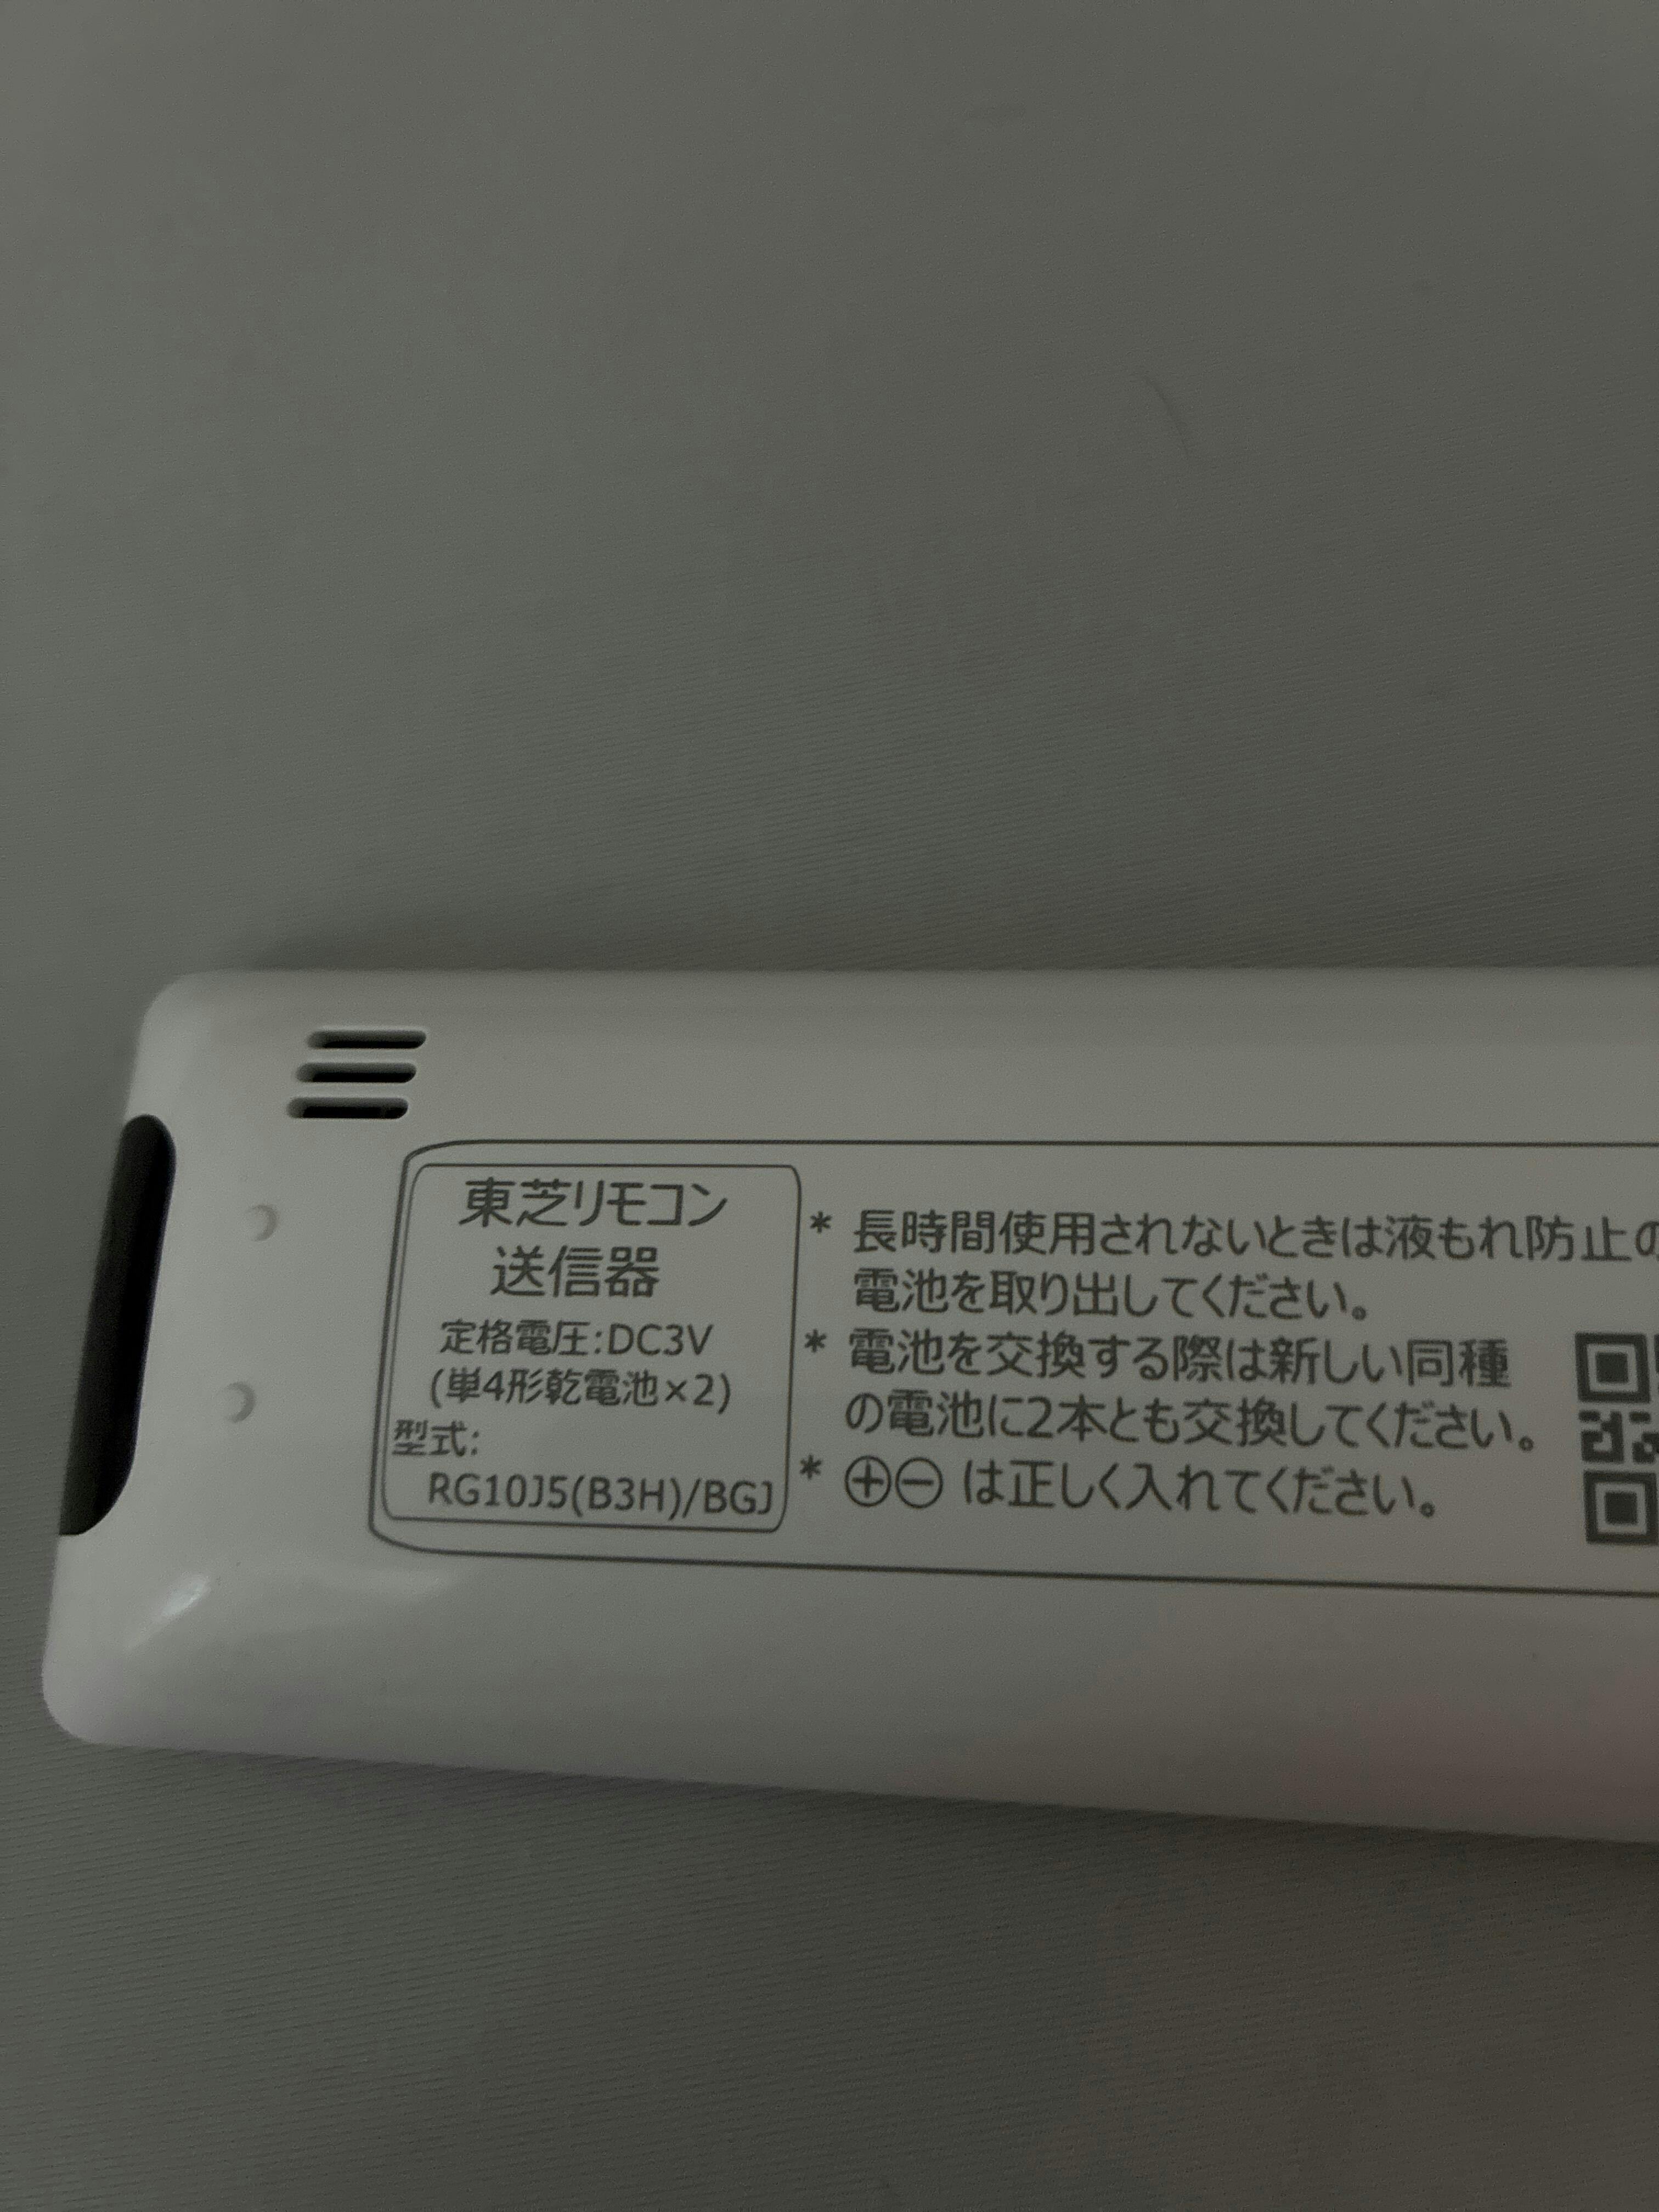 東芝リモコン
送信器
定格電圧:DC3V
(単4形乾電池×2)
型式:
RG10J5(B3H)/BGJ
* 長時間使用されないときは液もれ防止の
電池を取り出してください。
* 電池を交換する際は新しい同種
の電池に2本とも交換してください。
* ⊕⊖ は正しく入れてください。